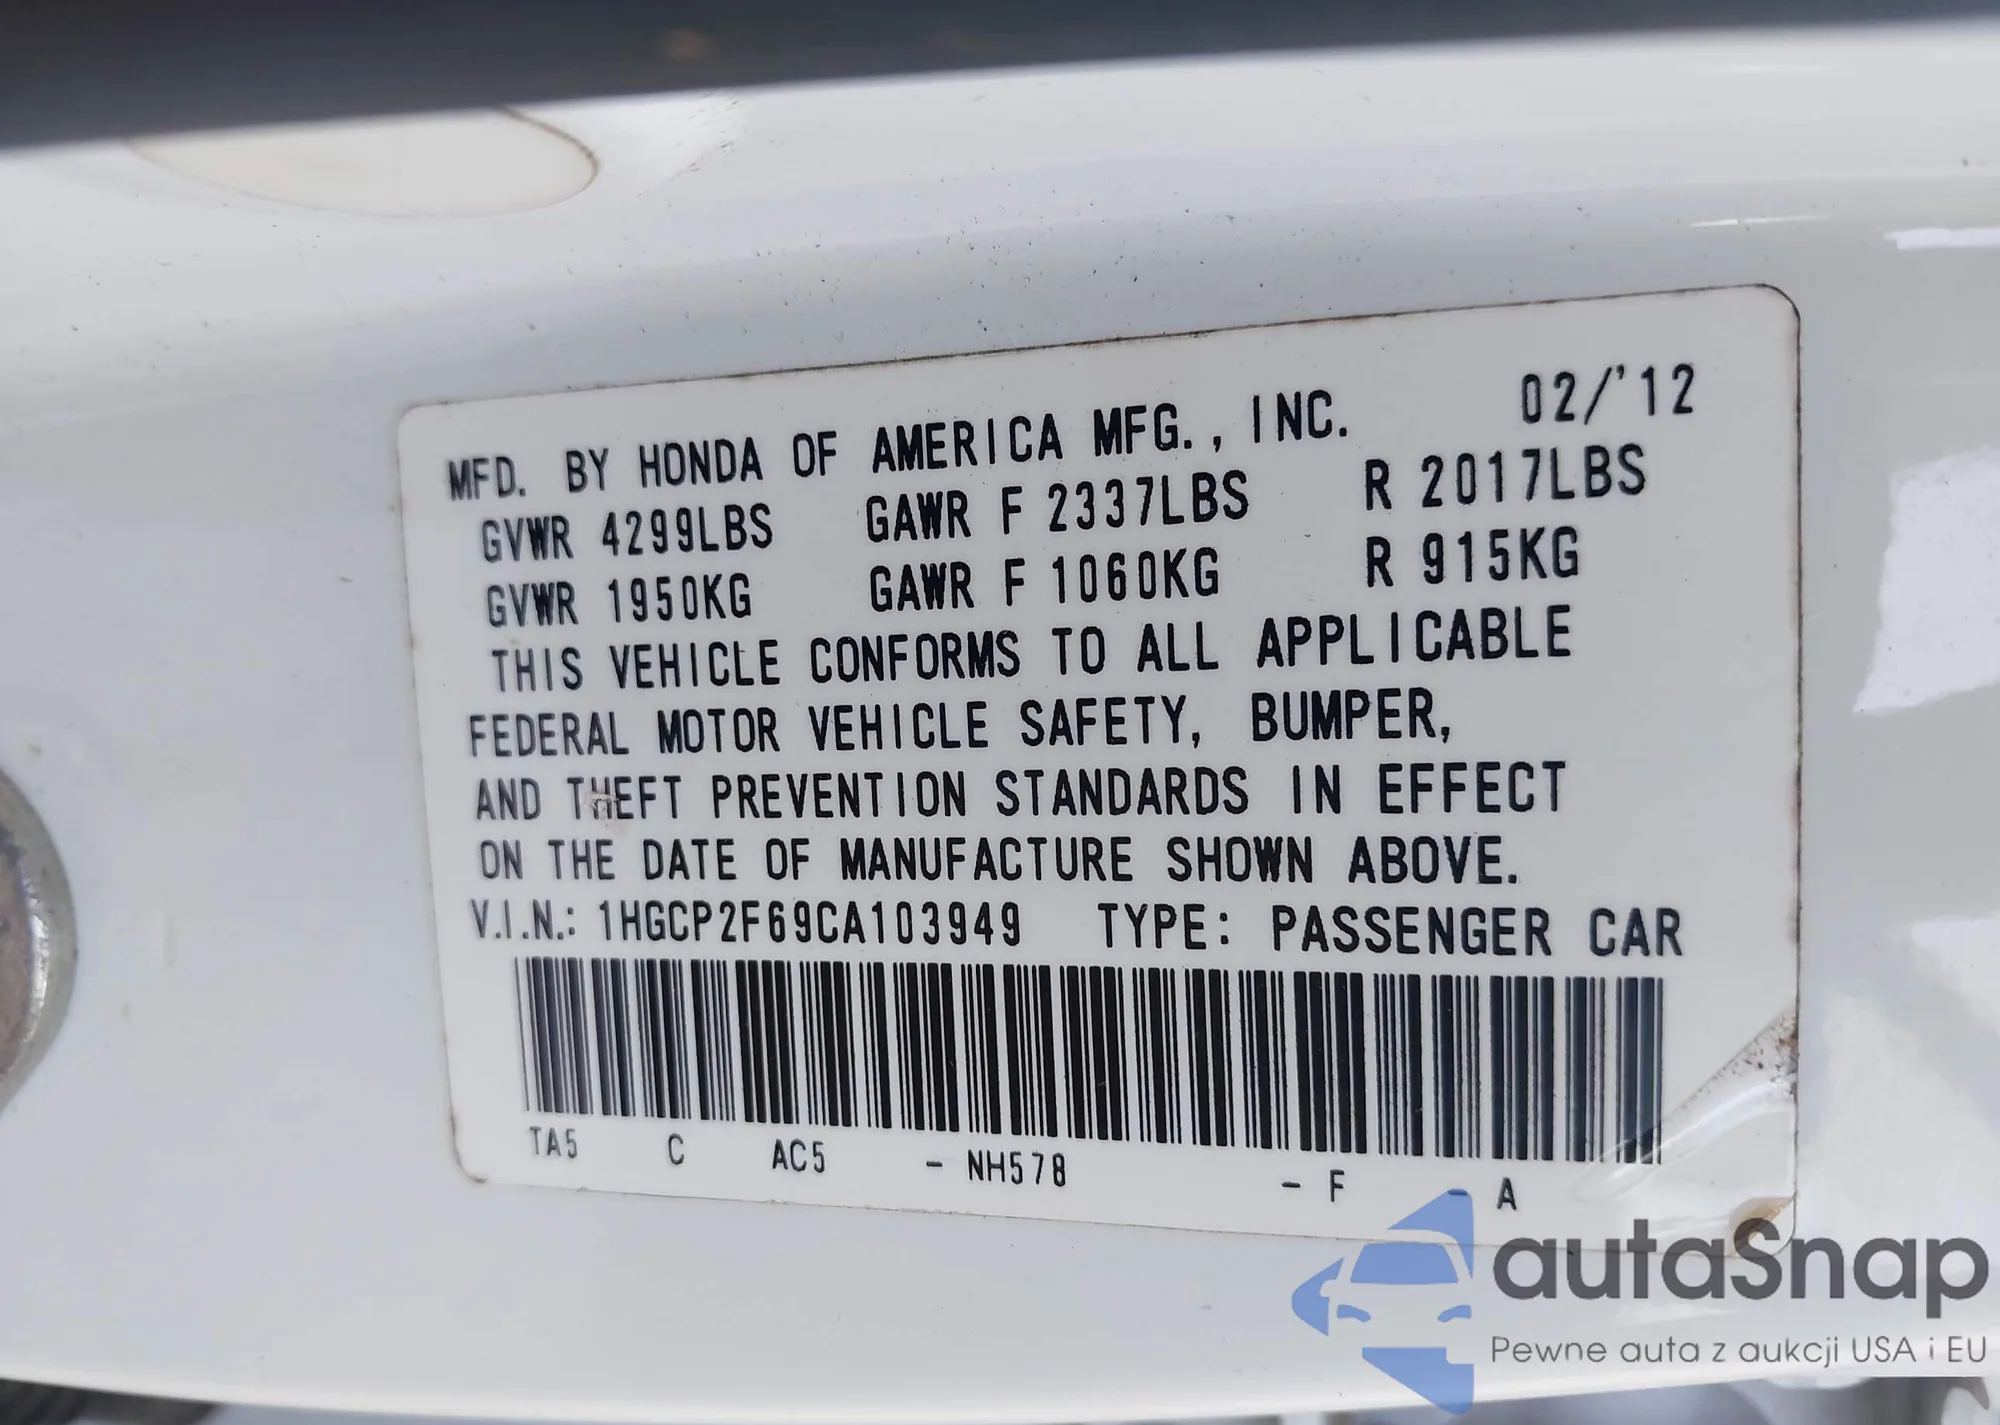 MFD. BY HONDA OF AMERICA MFG., INC. 02/'12
GVWR 4299LBS GAWR F 2337LBS R 2017LBS
GVWR 1950KG GAWR F 1060KG R 915KG
THIS VEHICLE CONFORMS TO ALL APPLICABLE
FEDERAL MOTOR VEHICLE SAFETY, BUMPER,
AND THEFT PREVENTION STANDARDS IN EFFECT
ON THE DATE OF MANUFACTURE SHOWN ABOVE.
V.I.N.: 1HGCP2F69CA103949 TYPE: PASSENGER CAR
TA5 C AC5 - NH578 - F - A
autaSnap
Pewne auta z aukcji USA i EU